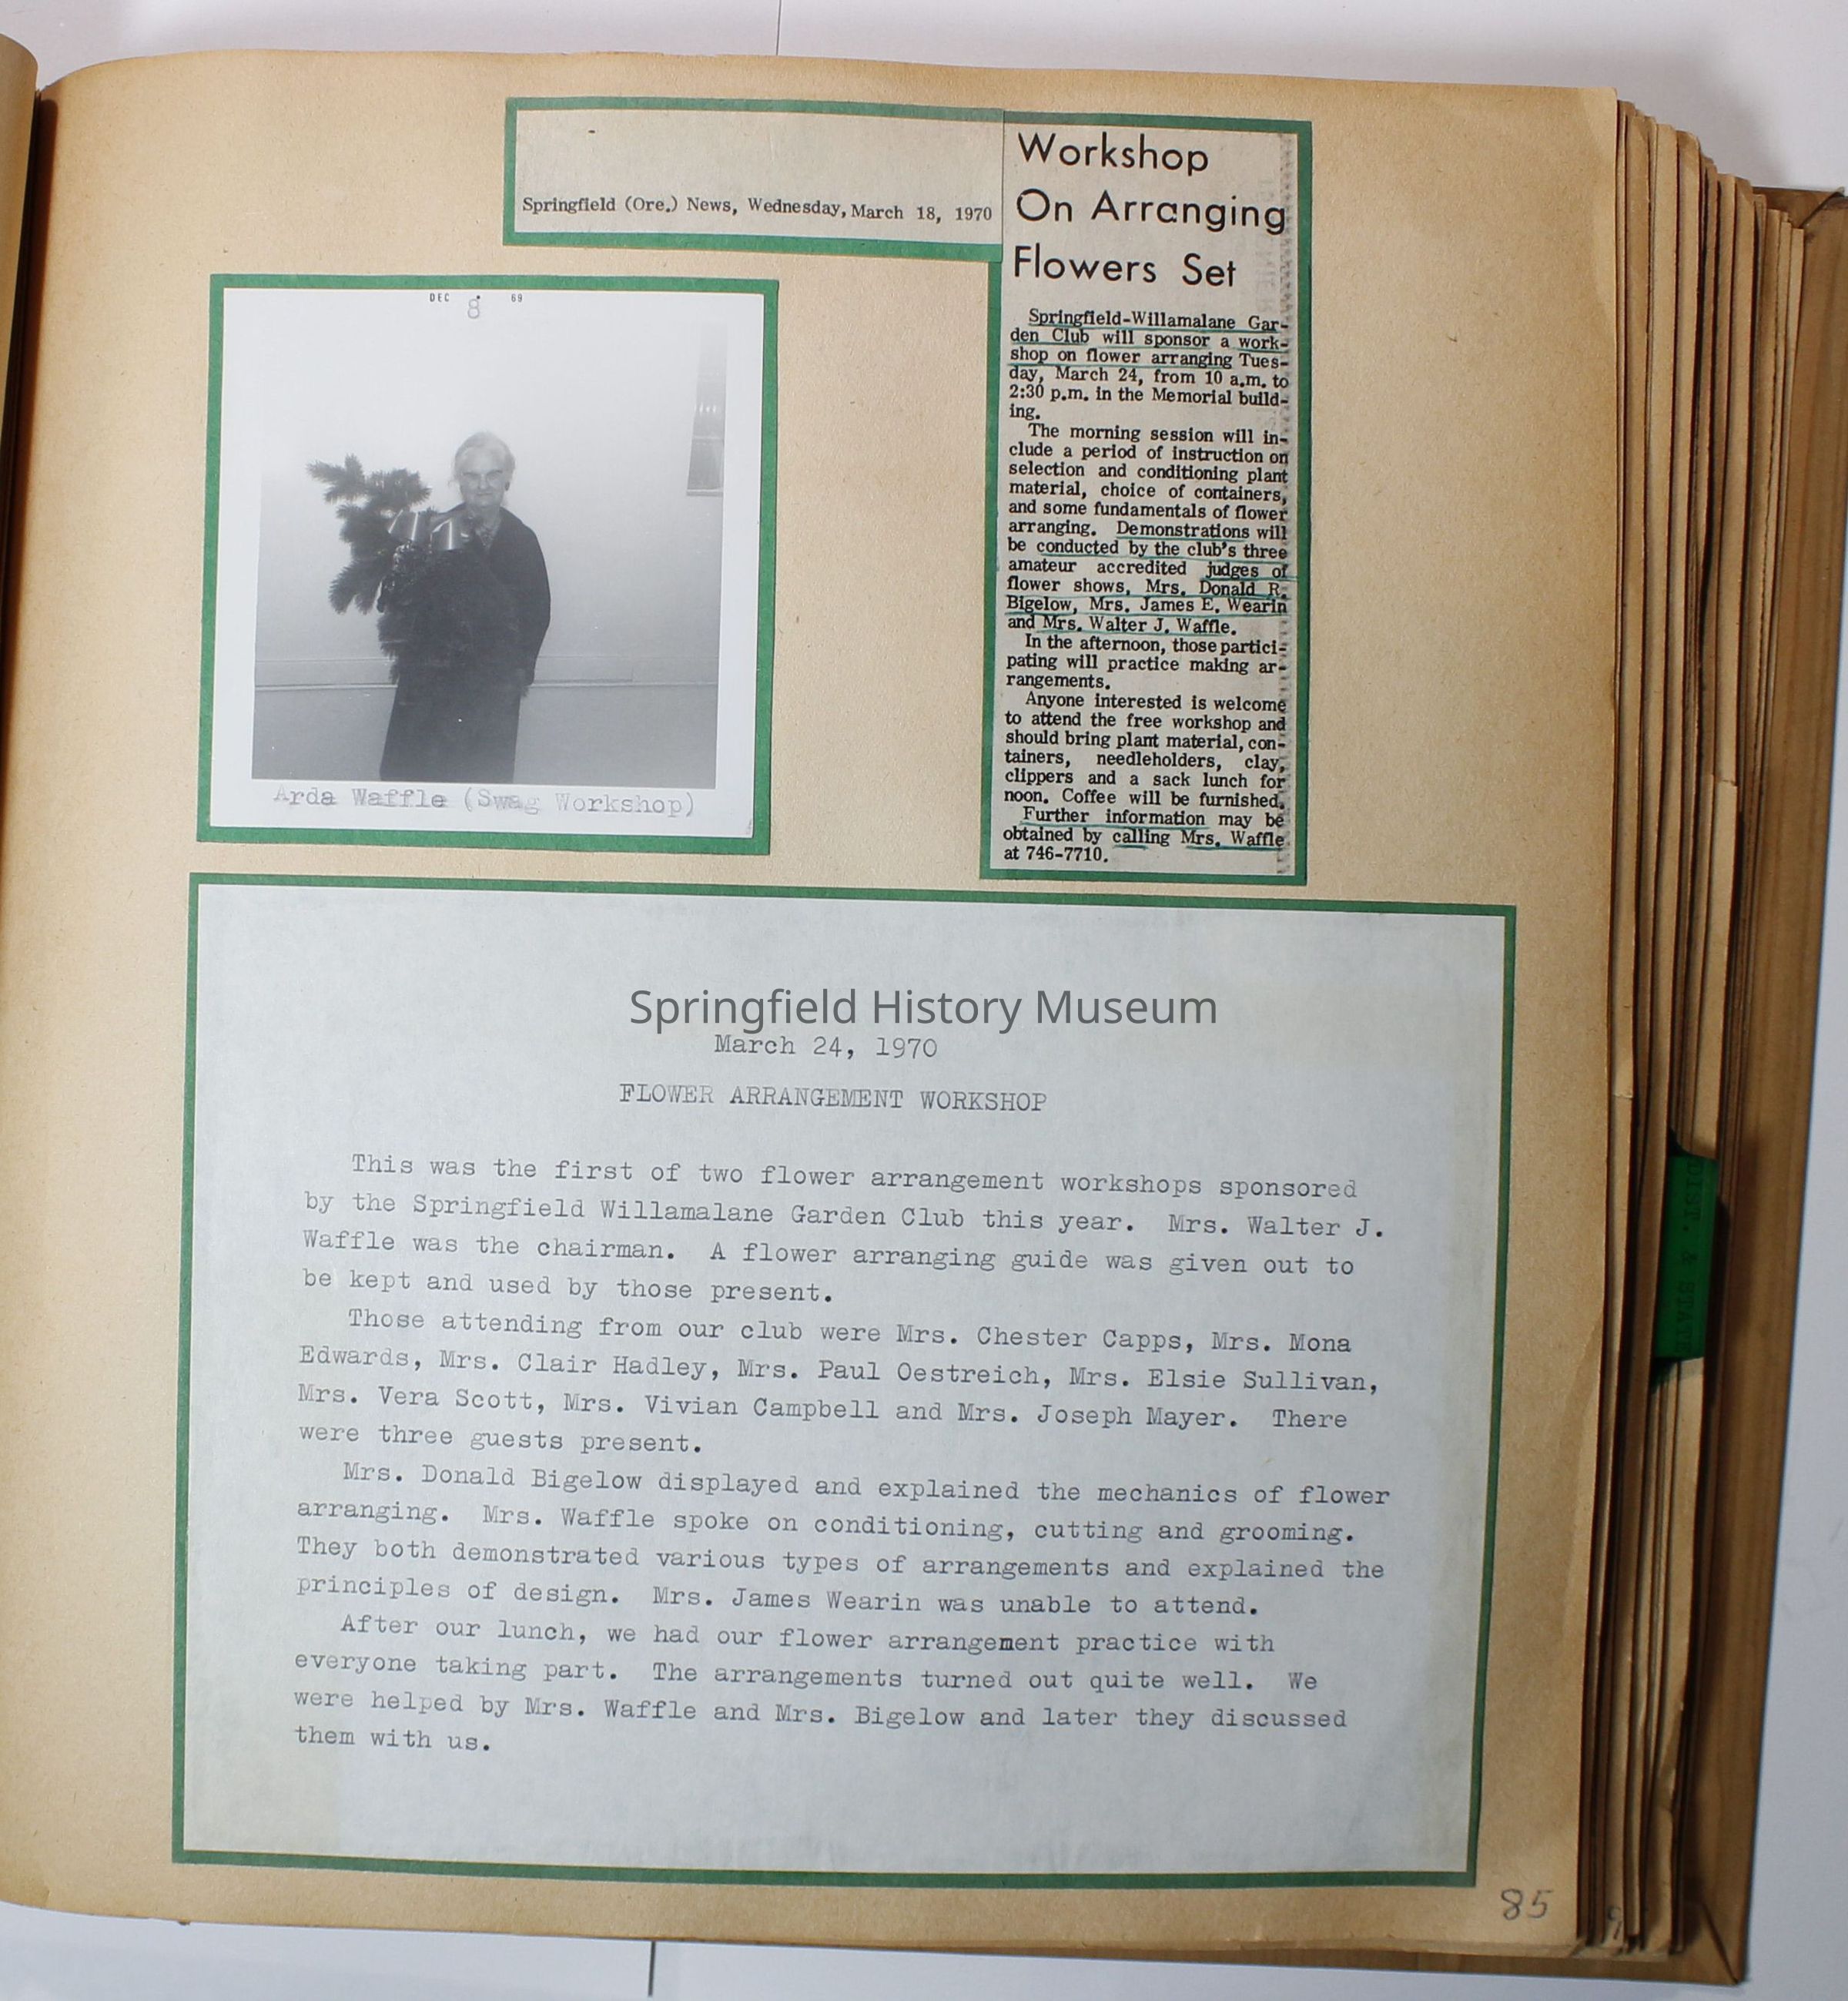 Springfield (Ore.) News, Wednesday, March 18, 1970
Workshop
On Arranging
Flowers Set
Springfield-Willamalane Gar-
den Club will sponsor a work-
shop on flower arranging Tues-
day, March 24, from 10 a.m. to
2:30 p.m. in the Memorial build-
ing.
The morning session will in-
clude a period of instruction on
selection and conditioning plant
material, choice of containers,
and some fundamentals of flower
arranging. Demonstrations will
be conducted by the club's three
amateur accredited judges of
flower shows, Mrs. Donald R.
Bigelow, Mrs. James E. Wearin
and Mrs. Walter J. Waffle.
In the afternoon, those partici-
pating will practice making ar-
rangements.
Anyone interested is welcome
to attend the free workshop and
should bring plant material, con-
tainers, needleholders, clay,
clippers and a sack lunch for
noon. Coffee will be furnished.
Further information may be
obtained by calling Mrs. Waffle
at 746-7710.
DEC 8 69
Arda Waffle (Swag Workshop)
Springfield History Museum
March 24, 1970
FLOWER ARRANGEMENT WORKSHOP
This was the first of two flower arrangement workshops sponsored
by the Springfield Willamalane Garden Club this year. Mrs. Walter J.
Waffle was the chairman. A flower arranging guide was given out to
be kept and used by those present.
Those attending from our club were Mrs. Chester Capps, Mrs. Mona
Edwards, Mrs. Clair Hadley, Mrs. Paul Oestreich, Mrs. Elsie Sullivan,
Mrs. Vera Scott, Mrs. Vivian Campbell and Mrs. Joseph Mayer. There
were three guests present.
Mrs. Donald Bigelow displayed and explained the mechanics of flower
arranging. Mrs. Waffle spoke on conditioning, cutting and grooming.
They both demonstrated various types of arrangements and explained the
principles of design. Mrs. James Wearin was unable to attend.
After our lunch, we had our flower arrangement practice with
everyone taking part. The arrangements turned out quite well. We
were helped by Mrs. Waffle and Mrs. Bigelow and later they discussed
them with us.
DIST. & STATE
85